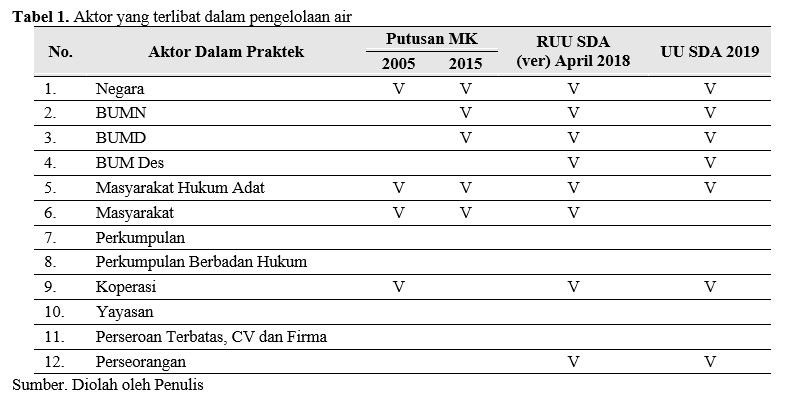 Tabel 1. Aktor yang terlibat dalam pengelolaan air
No. Aktor Dalam Praktek Putusan MK RUU SDA (ver) April 2018 UU SDA 2019
2005 2015
1. Negara V V V V
2. BUMN V V V
3. BUMD V V V
4. BUM Des V V
5. Masyarakat Hukum Adat V V V V
6. Masyarakat V V V
7. Perkumpulan
8. Perkumpulan Berbadan Hukum
9. Koperasi V V V
10. Yayasan
11. Perseroan Terbatas, CV dan Firma
12. Perseorangan V V
Sumber. Diolah oleh Penulis